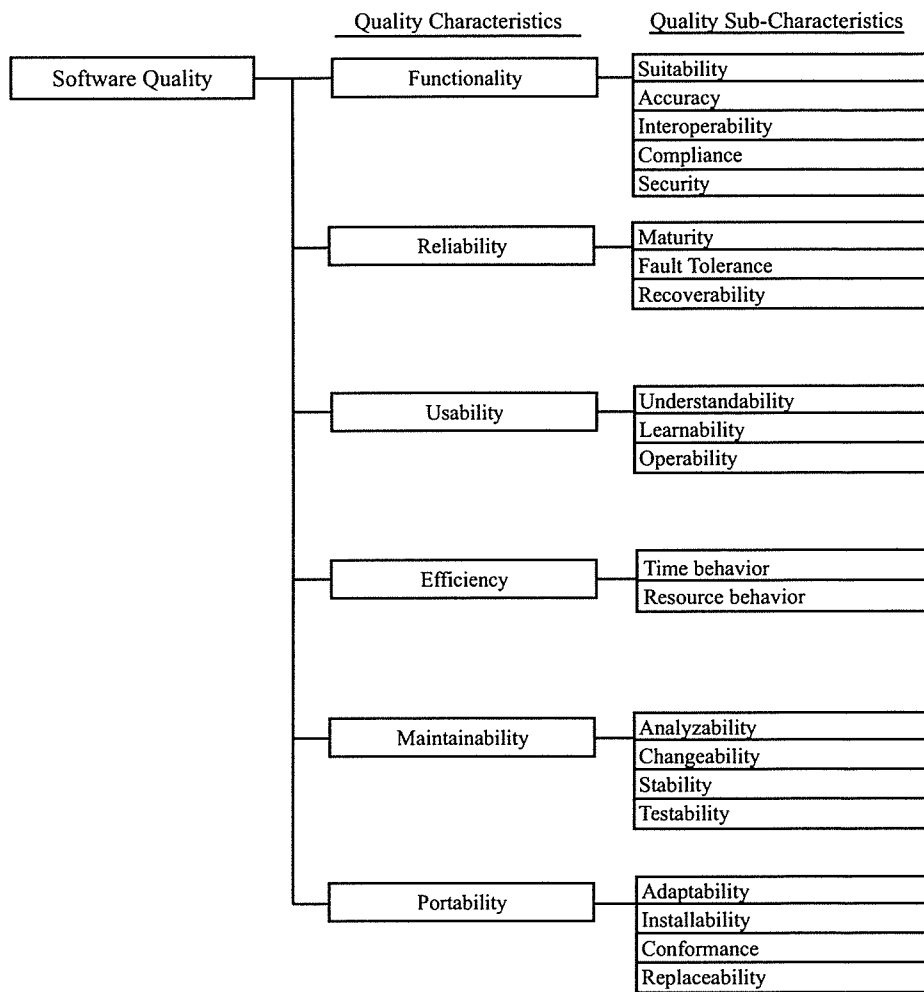 Quality Characteristics
Quality Sub-Characteristics
Software Quality
Functionality
Suitability
Accuracy
Interoperability
Compliance
Security
Reliability
Maturity
Fault Tolerance
Recoverability
Usability
Understandability
Learnability
Operability
Efficiency
Time behavior
Resource behavior
Maintainability
Analyzability
Changeability
Stability
Testability
Portability
Adaptability
Installability
Conformance
Replaceability